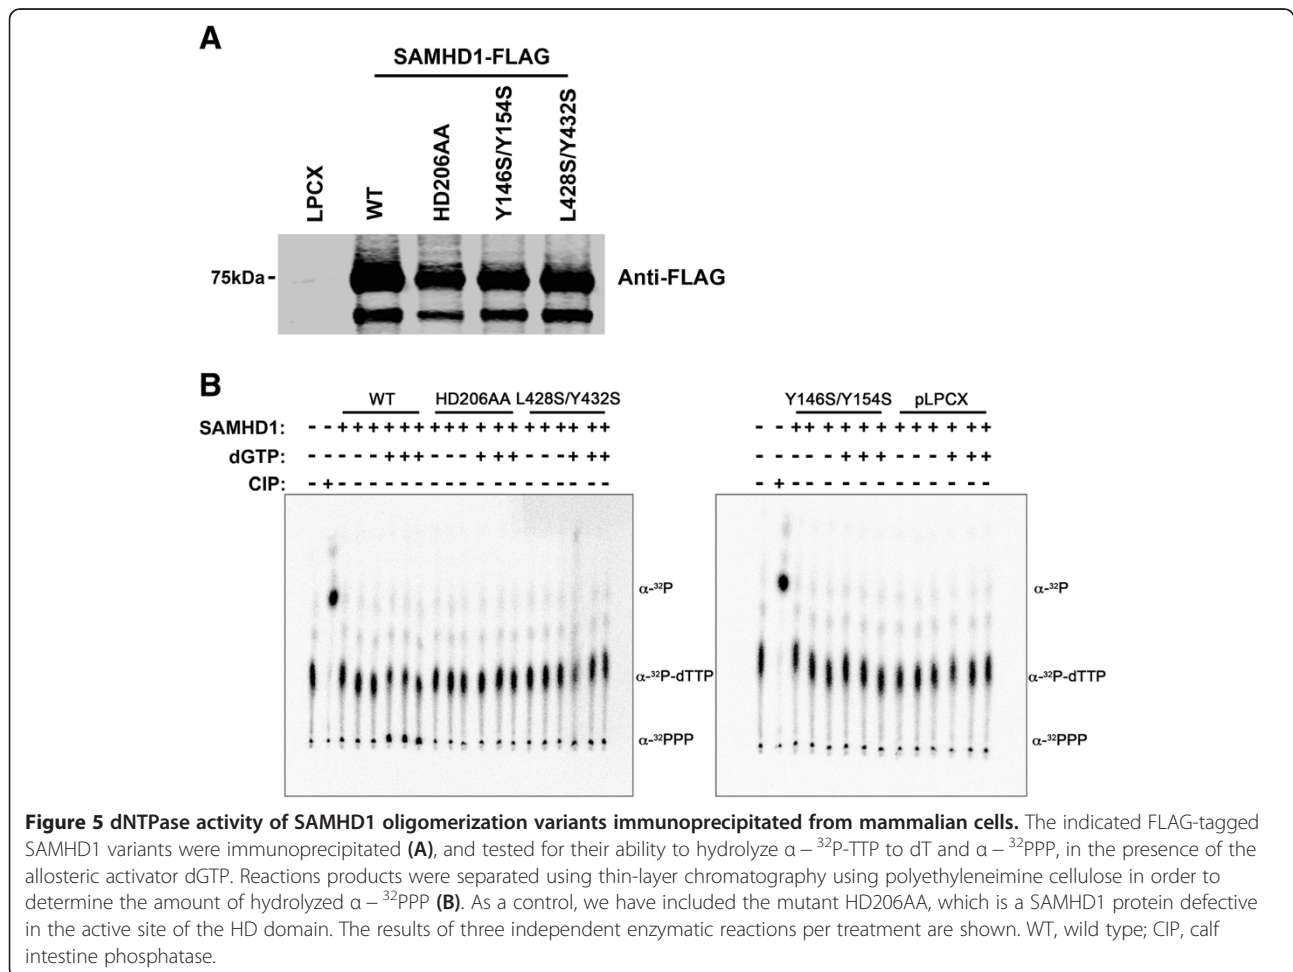 A
SAMHD1-FLAG
LPCX
WT
HD206AA
Y146S/Y154S
L428S/Y432S
75kDa-
Anti-FLAG
B
WT HD206AA L428S/Y432S
Y146S/Y154S pLPCX
SAMHD1: - - + + + + + + + + + + + + + + + + + + - - + + + + + + + + + + + +
dGTP: - - - - - + + + - - - + + + - - - + + + - - - - - + + + - - - + + +
CIP: - + - - - - - - - - - - - - - - - - - - - + - - - - - - - - - - - -
α-³²P
α-³²P-dTTP
α-³²PPP
α-³²P
α-³²P-dTTP
α-³²PPP
Figure 5 dNTPase activity of SAMHD1 oligomerization variants immunoprecipitated from mammalian cells. The indicated FLAG-tagged
SAMHD1 variants were immunoprecipitated (A), and tested for their ability to hydrolyze α – ³²P-TTP to dT and α – ³²PPP, in the presence of the
allosteric activator dGTP. Reactions products were separated using thin-layer chromatography using polyethyleneimine cellulose in order to
determine the amount of hydrolyzed α – ³²PPP (B). As a control, we have included the mutant HD206AA, which is a SAMHD1 protein defective
in the active site of the HD domain. The results of three independent enzymatic reactions per treatment are shown. WT, wild type; CIP, calf
intestine phosphatase.